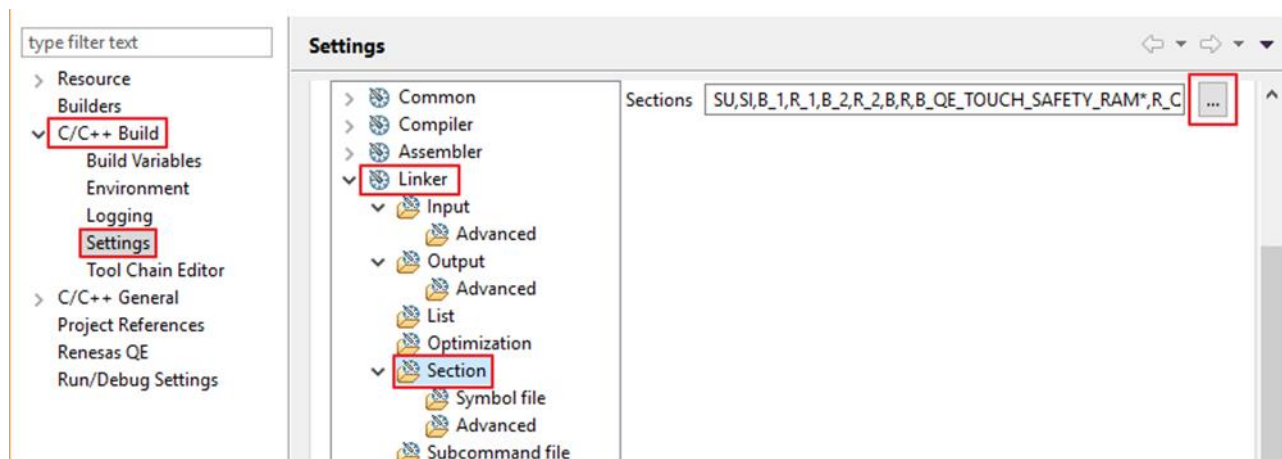 type filter text
Resource
Builders
C/C++ Build
Build Variables
Environment
Logging
Settings
Tool Chain Editor
C/C++ General
Project References
Renesas QE
Run/Debug Settings
Settings
Common
Compiler
Assembler
Linker
Input
Advanced
Output
Advanced
List
Optimization
Section
Symbol file
Advanced
Subcommand file
Sections SU,SI,B_1,R_1,B_2,R_2,B,R,B_QE_TOUCH_SAFETY_RAM*,R_C ...